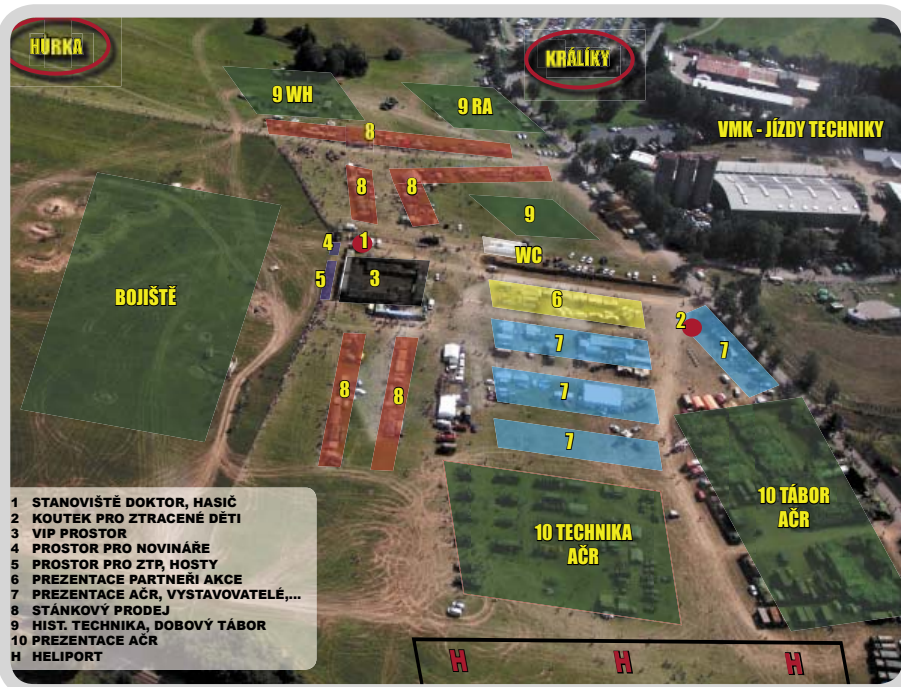 HŮRKA
KRÁLÍKY
9 WH
9 RA
VMK - JÍZDY TECHNIKY
8
8
8
9
4
1
WC
5
3
BOJIŠTĚ
6
2
7
7
8
8
7
7
10 TÁBOR
AČR
10 TECHNIKA
AČR
1 STANOVIŠTĚ DOKTOR, HASIČ
2 KOUTEK PRO ZTRACENÉ DĚTI
3 VIP PROSTOR
4 PROSTOR PRO NOVINÁŘE
5 PROSTOR PRO ZTP, HOSTY
6 PREZENTACE PARTNEŘI AKCE
7 PREZENTACE AČR, VYSTAVOVATELÉ,...
8 STÁNKOVÝ PRODEJ
9 HIST. TECHNIKA, DOBOVÝ TÁBOR
10 PREZENTACE AČR
H HELIPORT
H
H
H